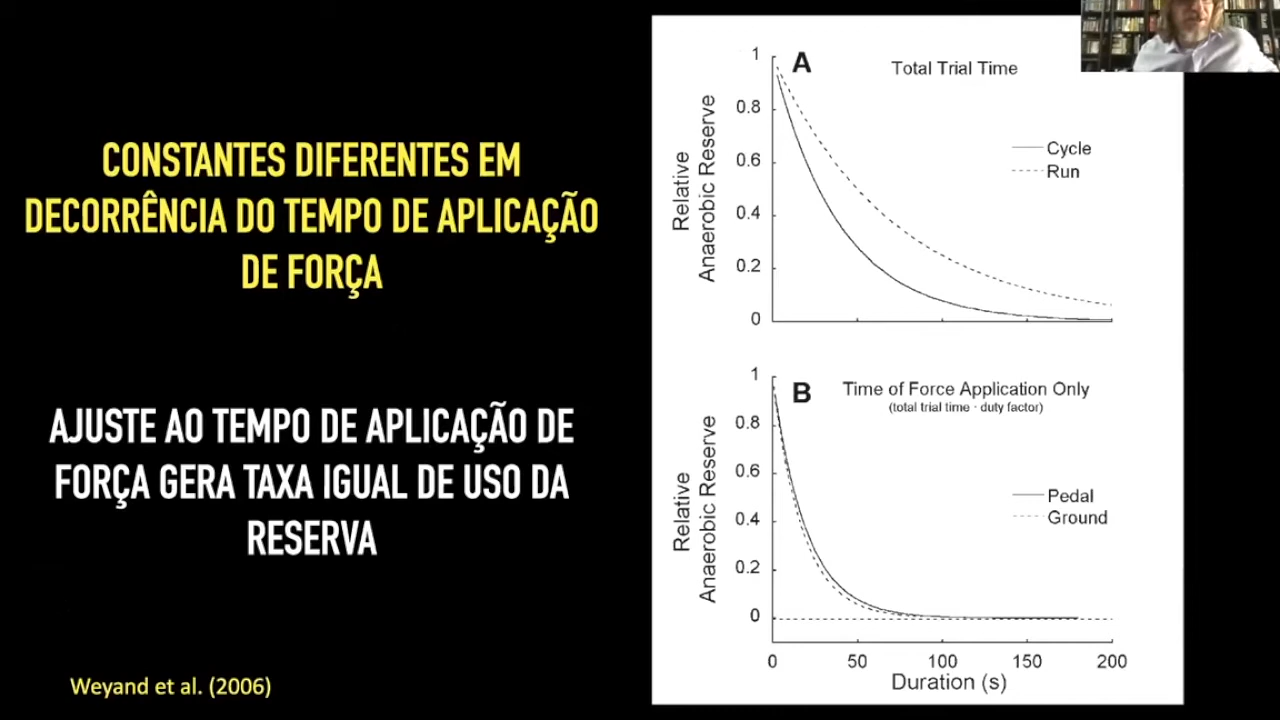 CONSTANTES DIFERENTES EM
DECORRÊNCIA DO TEMPO DE APLICAÇÃO
DE FORÇA
AJUSTE AO TEMPO DE APLICAÇÃO DE
FORÇA GERA TAXA IGUAL DE USO DA
RESERVA
Weyand et al. (2006)
A
Total Trial Time
Relative
Anaerobic Reserve
1
0.8
0.6
0.4
0.2
0
Cycle
Run
B
Time of Force Application Only
(total trial time · duty factor)
Relative
Anaerobic Reserve
1
0.8
0.6
0.4
0.2
0
Pedal
Ground
0 50 100 150 200
Duration (s)